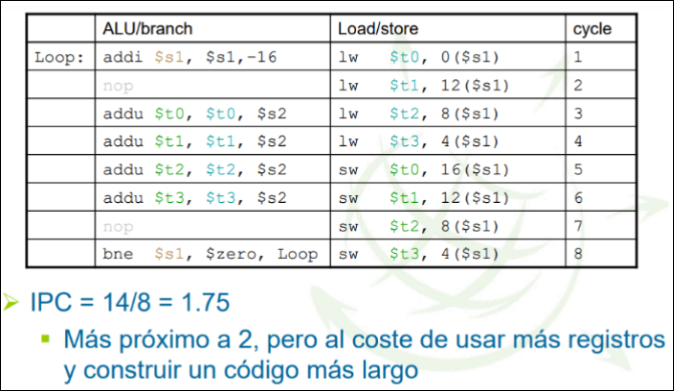 ALU/branch Load/store cycle
Loop: addi $s1, $s1,-16 lw $t0, 0($s1) 1
nop lw $t1, 12($s1) 2
addu $t0, $t0, $s2 lw $t2, 8($s1) 3
addu $t1, $t1, $s2 lw $t3, 4($s1) 4
addu $t2, $t2, $s2 sw $t0, 16($s1) 5
addu $t3, $t3, $s2 sw $t1, 12($s1) 6
nop sw $t2, 8($s1) 7
bne $s1, $zero, Loop sw $t3, 4($s1) 8
IPC = 14/8 = 1.75
Más próximo a 2, pero al coste de usar más registros
y construir un código más largo